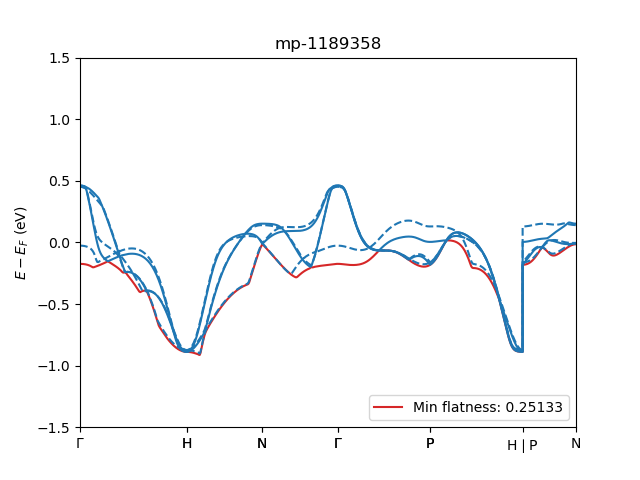 mp-1189358
1.5
1.0
0.5
0.0
−0.5
−1.0
−1.5
E − E_F (eV)
Γ H N Γ P H | P N
Min flatness: 0.25133